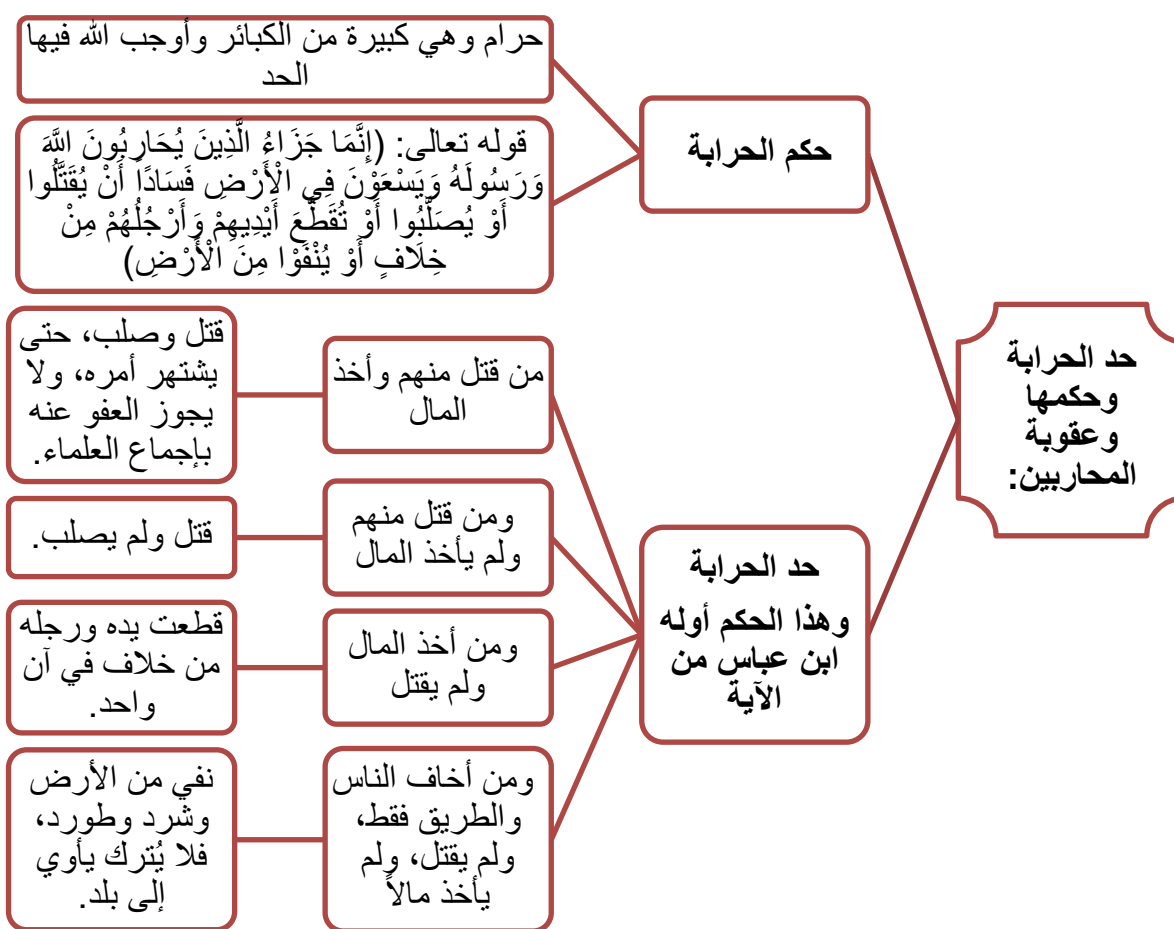 حد الحرابة
وحكمها
وعقوبة
المحاربين:
حكم الحرابة
حرام وهي كبيرة من الكبائر وأوجب الله فيها
الحد
قوله تعالى: (إِنَّمَا جَزَاءُ الَّذِينَ يُحَارِبُونَ اللَّهَ
وَرَسُولَهُ وَيَسْعَوْنَ فِي الْأَرْضِ فَسَادًا أَنْ يُقَتَّلُوا
أَوْ يُصَلَّبُوا أَوْ تُقَطَّعَ أَيْدِيهِمْ وَأَرْجُلُهُمْ مِنْ
خِلَافٍ أَوْ يُنْفَوْا مِنَ الْأَرْضِ)
حد الحرابة
وهذا الحكم أوله
ابن عباس من
الآية
من قتل منهم وأخذ
المال
قتل وصلب، حتى
يشتهر أمره، ولا
يجوز العفو عنه
بإجماع العلماء.
ومن قتل منهم
ولم يأخذ المال
قتل ولم يصلب.
ومن أخذ المال
ولم يقتل
قطعت يده ورجله
من خلاف في آن
واحد.
ومن أخاف الناس
والطريق فقط،
ولم يقتل، ولم
يأخذ مالاً
نفي من الأرض
وشرد وطورد،
فلا يُترك يأوي
إلى بلد.